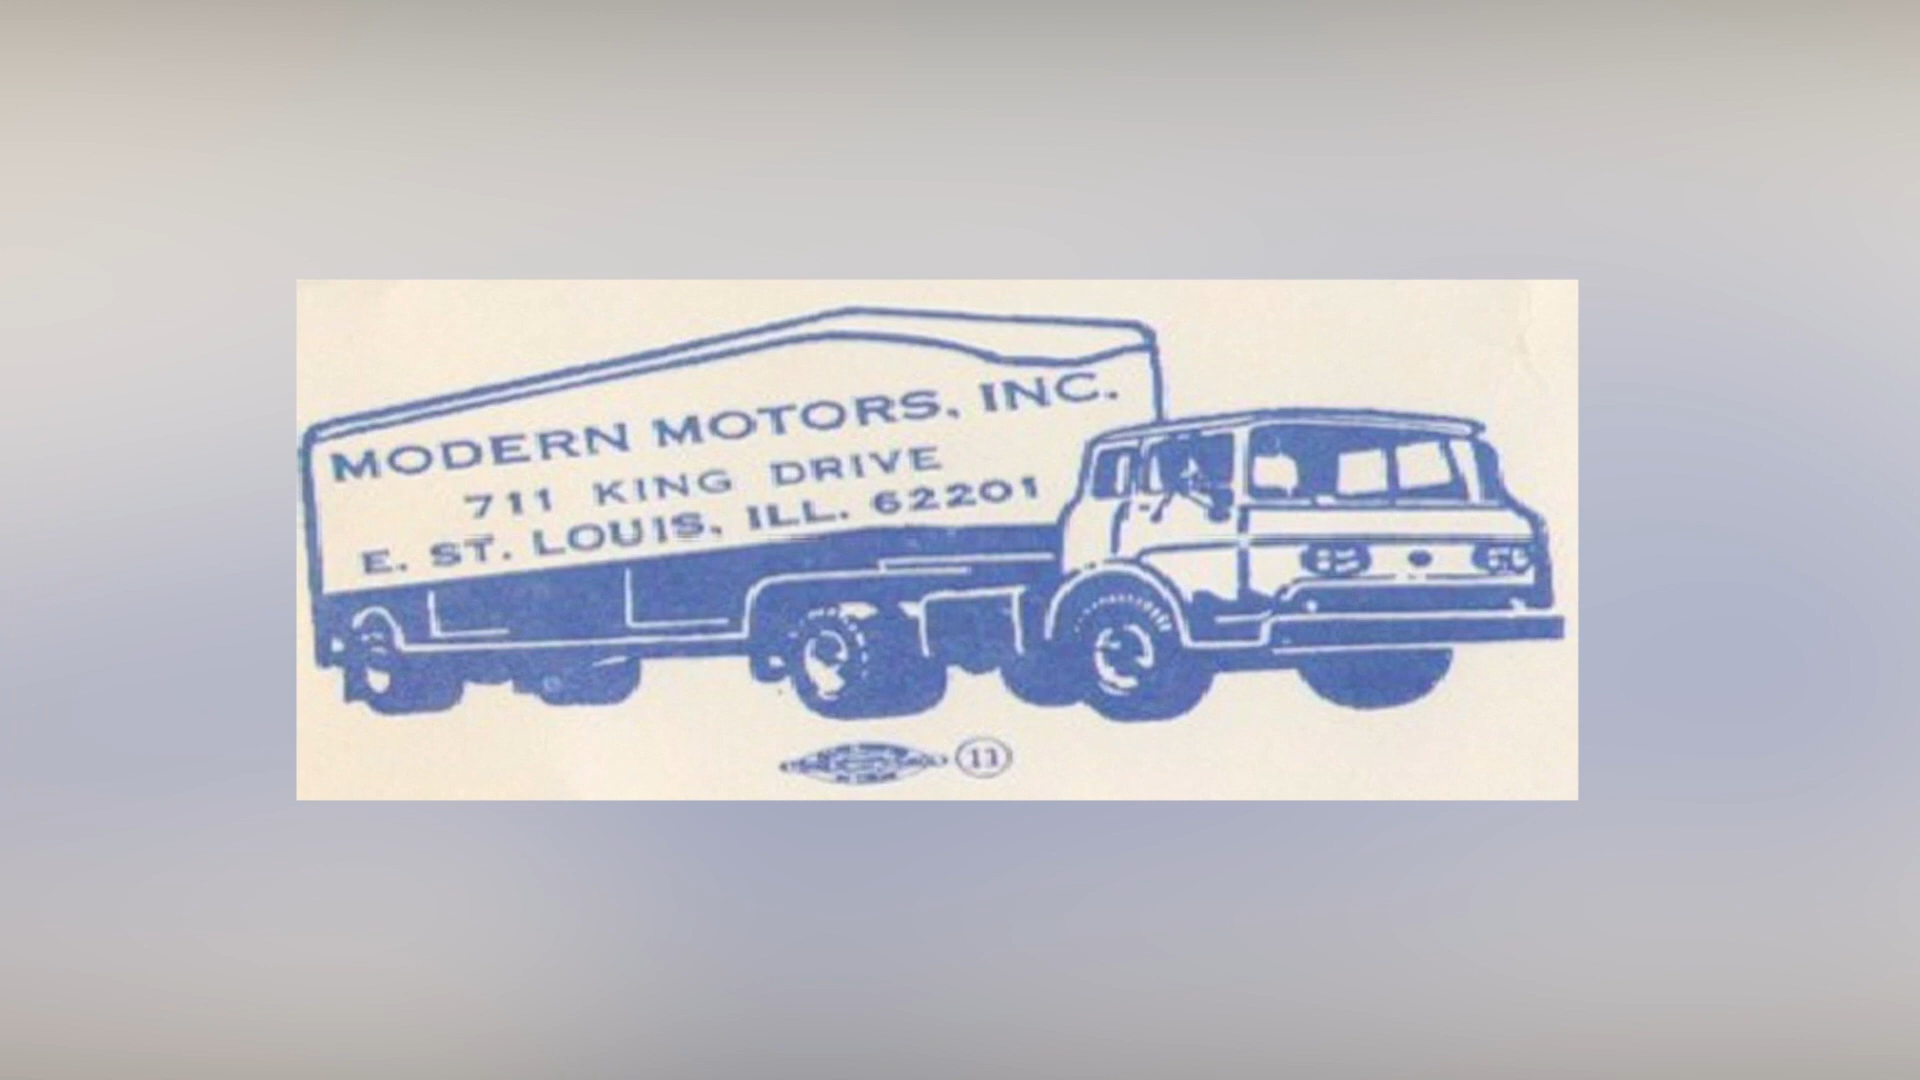 MODERN MOTORS, INC.
711 KING DRIVE
E. ST. LOUIS, ILL. 62201
11